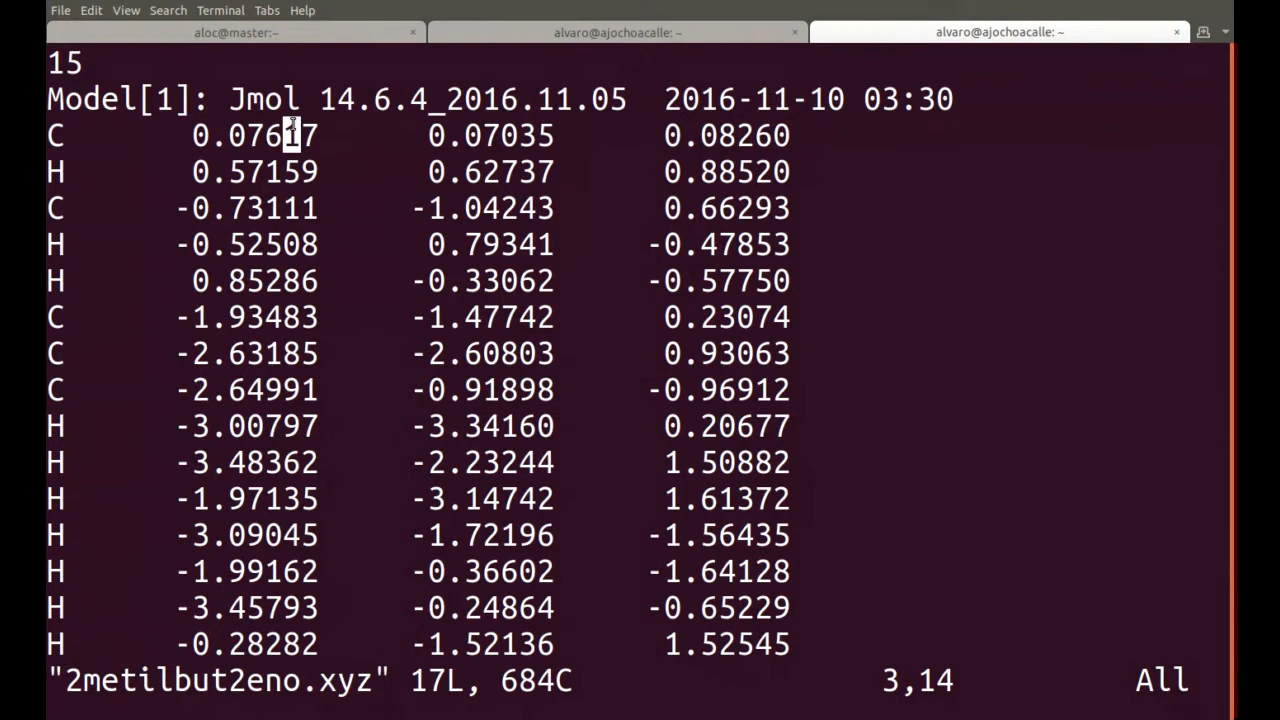 File Edit View Search Terminal Tabs Help
aloc@master:~ × alvaro@ajochoacalle: ~ × alvaro@ajochoacalle: ~ ×
15
Model[1]: Jmol 14.6.4_2016.11.05 2016-11-10 03:30
C 0.07617 0.07035 0.08260
H 0.57159 0.62737 0.88520
C -0.73111 -1.04243 0.66293
H -0.52508 0.79341 -0.47853
H 0.85286 -0.33062 -0.57750
C -1.93483 -1.47742 0.23074
C -2.63185 -2.60803 0.93063
C -2.64991 -0.91898 -0.96912
H -3.00797 -3.34160 0.20677
H -3.48362 -2.23244 1.50882
H -1.97135 -3.14742 1.61372
H -3.09045 -1.72196 -1.56435
H -1.99162 -0.36602 -1.64128
H -3.45793 -0.24864 -0.65229
H -0.28282 -1.52136 1.52545
"2metilbut2eno.xyz" 17L, 684C 3,14 All